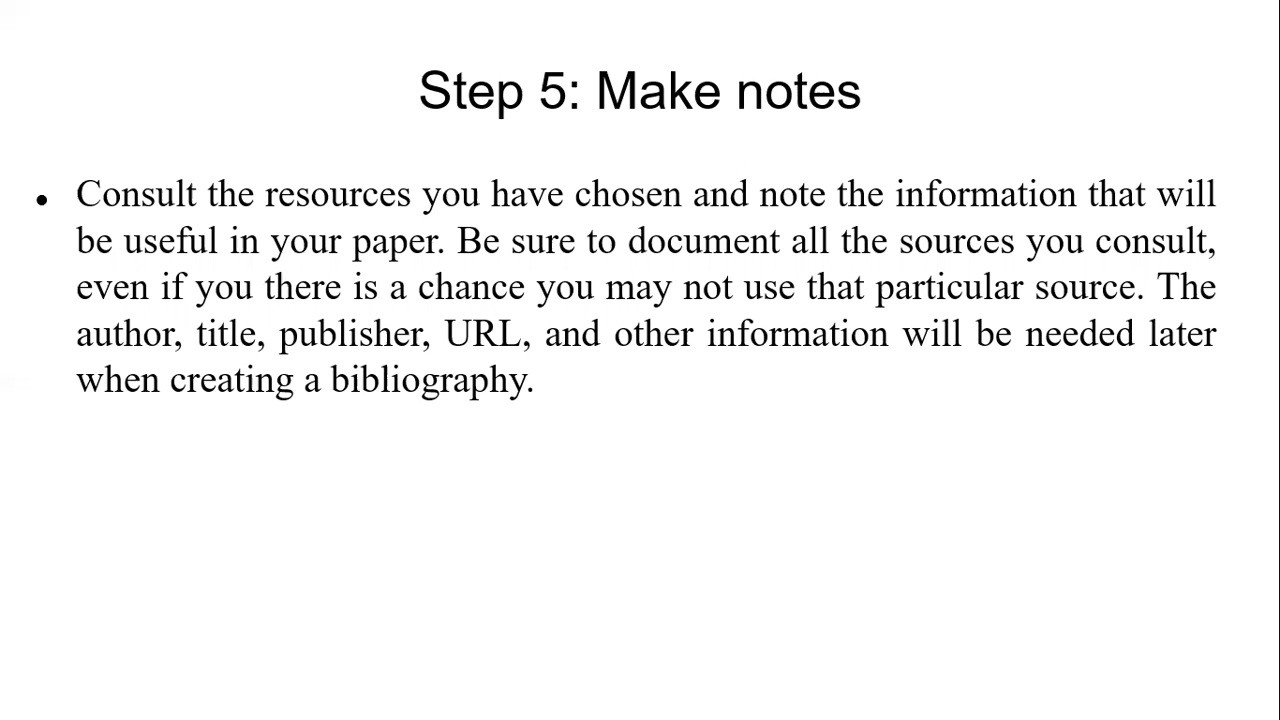 Step 5: Make notes
● Consult the resources you have chosen and note the information that will
be useful in your paper. Be sure to document all the sources you consult,
even if you there is a chance you may not use that particular source. The
author, title, publisher, URL, and other information will be needed later
when creating a bibliography.